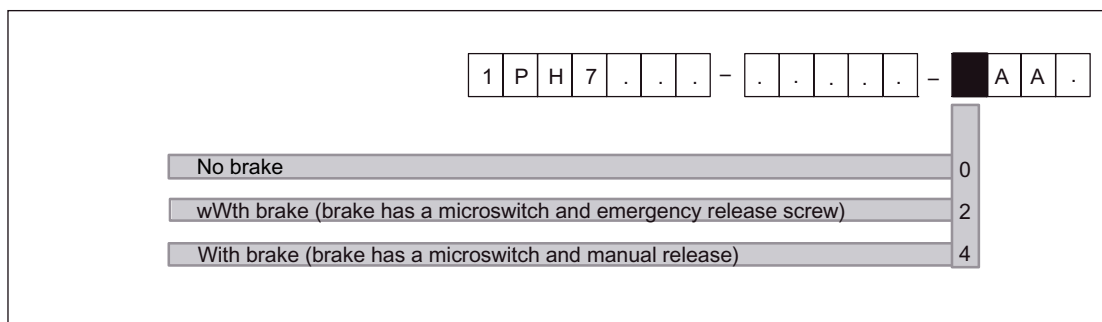 1 P H 7 . . . – . . . . . – A A .
No brake 0
wWth brake (brake has a microswitch and emergency release screw) 2
With brake (brake has a microswitch and manual release) 4